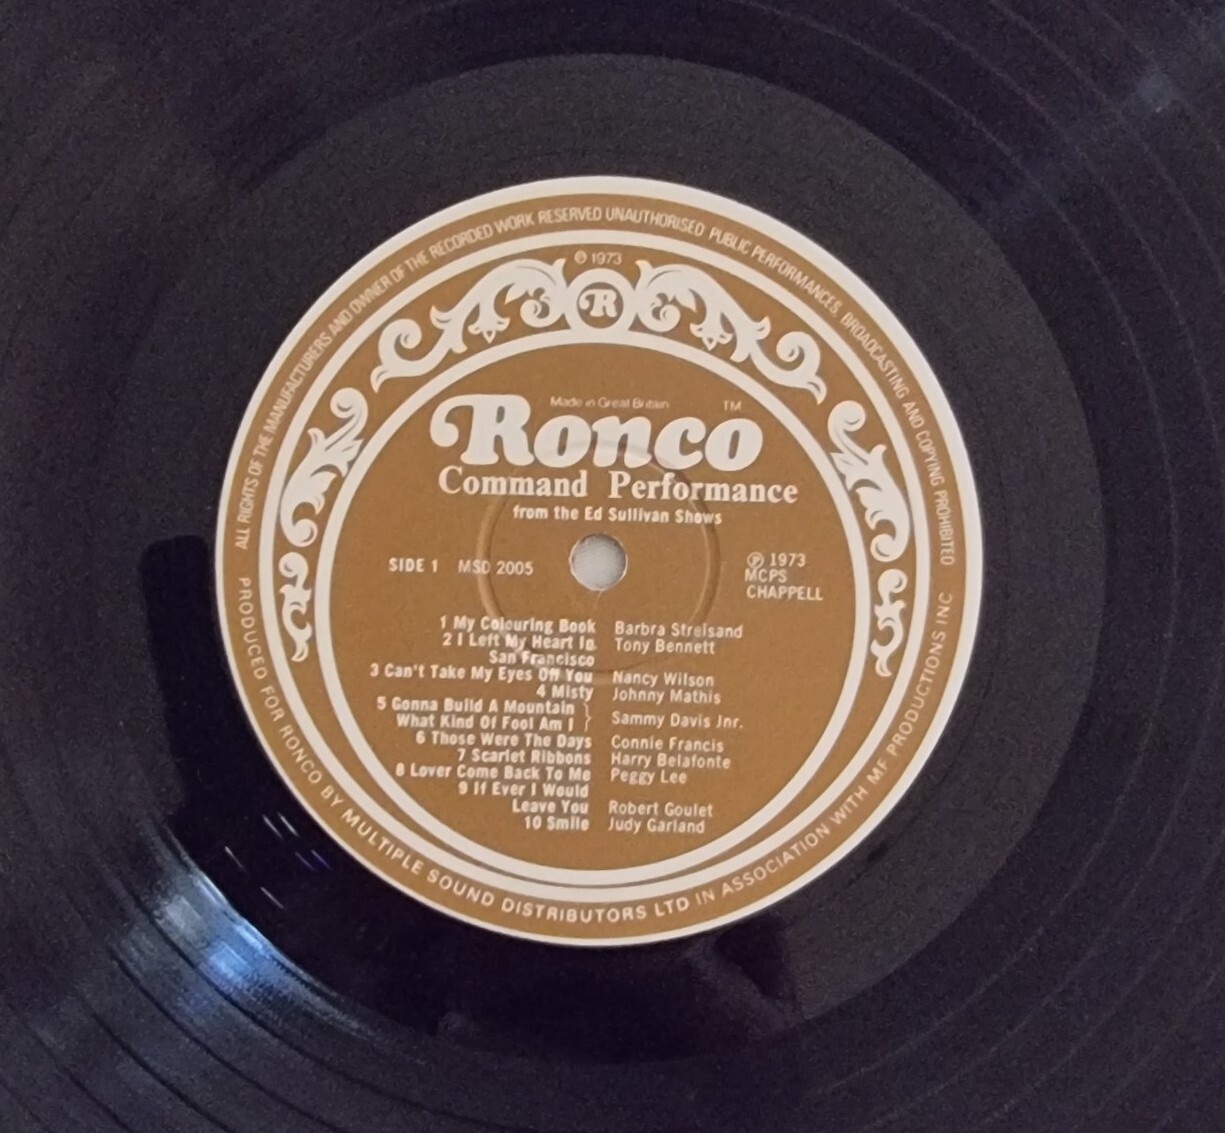 ALL RIGHTS OF THE MANUFACTURERS AND OWNER OF THE RECORDED WORK RESERVED UNAUTHORISED PUBLIC PERFORMANCES, BROADCASTING AND COPYING PROHIBITED
© 1973
R
Made in Great Britain
TM
Ronco
Command Performance
from the Ed Sullivan Shows
SIDE 1 MSD 2005
℗ 1973
MCPS
CHAPPELL
1 My Colouring Book Barbra Streisand
2 I Left My Heart In Tony Bennett
San Francisco
3 Can't Take My Eyes Off You Nancy Wilson
4 Misty Johnny Mathis
5 Gonna Build A Mountain
What Kind Of Fool Am I } Sammy Davis Jnr.
6 Those Were The Days Connie Francis
7 Scarlet Ribbons Harry Belafonte
8 Lover Come Back To Me Peggy Lee
9 If Ever I Would
Leave You Robert Goulet
10 Smile Judy Garland
PRODUCED FOR RONCO BY MULTIPLE SOUND DISTRIBUTORS LTD IN ASSOCIATION WITH MF PRODUCTIONS INC